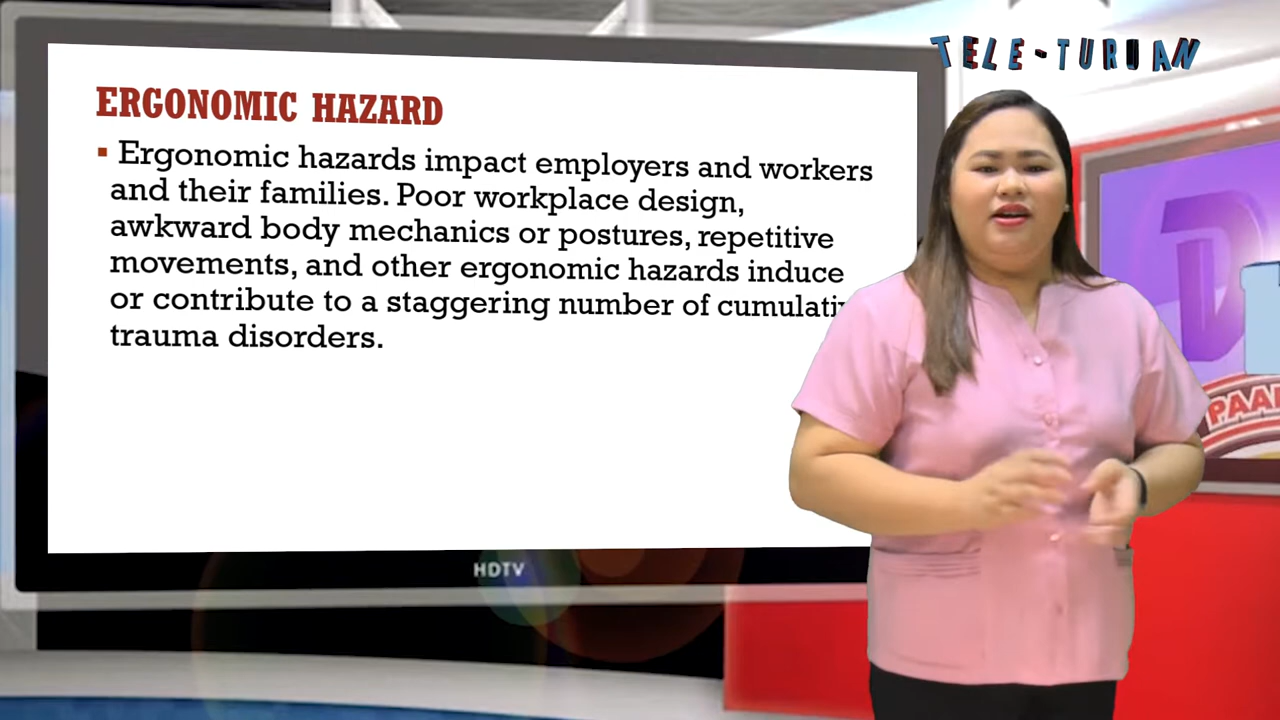 TELE-TURUAN
ERGONOMIC HAZARD
Ergonomic hazards impact employers and workers
and their families. Poor workplace design,
awkward body mechanics or postures, repetitive
movements, and other ergonomic hazards induce
or contribute to a staggering number of
trauma disorders.
HDTV